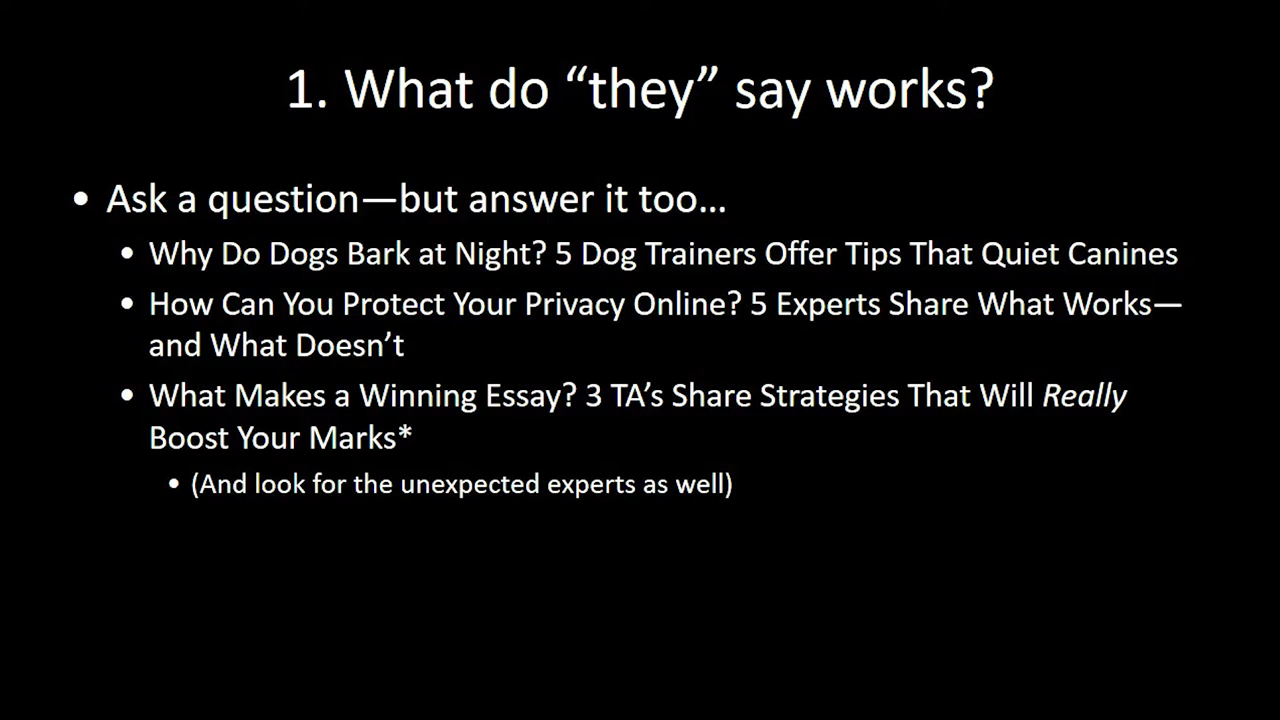 1. What do “they” say works?
• Ask a question—but answer it too…
• Why Do Dogs Bark at Night? 5 Dog Trainers Offer Tips That Quiet Canines
• How Can You Protect Your Privacy Online? 5 Experts Share What Works—
and What Doesn’t
• What Makes a Winning Essay? 3 TA’s Share Strategies That Will Really
Boost Your Marks*
• (And look for the unexpected experts as well)